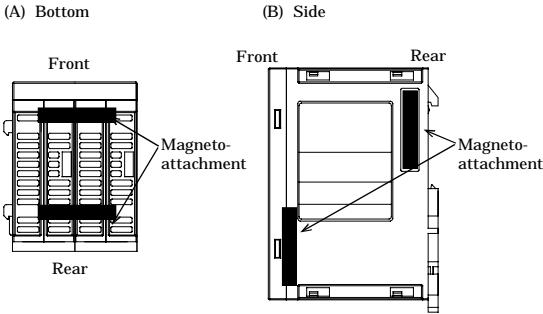 (A) Bottom
(B) Side
Front
Magneto-
attachment
Rear
Front
Rear
Magneto-
attachment